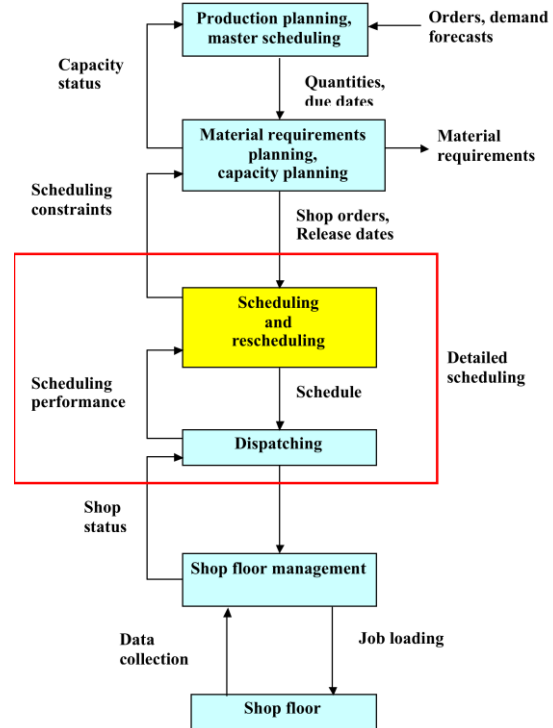 Production planning,
master scheduling
Orders, demand
forecasts
Capacity
status
Quantities,
due dates
Material requirements
planning,
capacity planning
Material
requirements
Scheduling
constraints
Shop orders,
Release dates
Scheduling
and
rescheduling
Detailed
scheduling
Scheduling
performance
Schedule
Dispatching
Shop
status
Shop floor management
Data
collection
Job loading
Shop floor